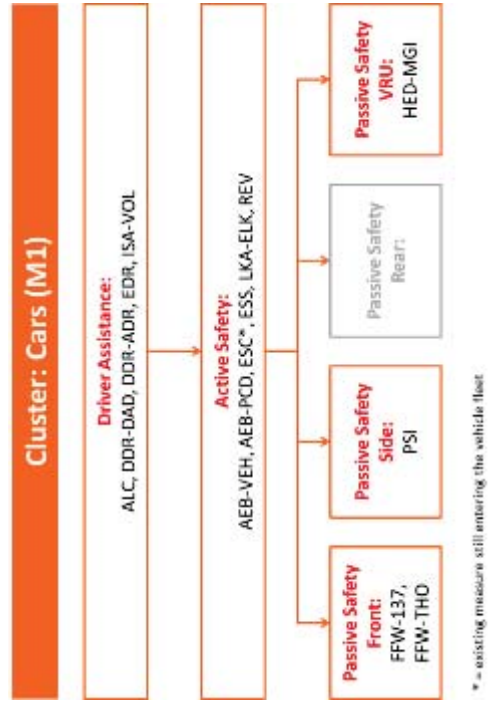 Cluster: Cars (M1)
Driver Assistance:
ALC, DDR-DAD, DDR-ADR, EDR, ISA-VOL
Active Safety:
AEB-VEH, AEB-PCD, ESC*, ESS, LKA-ELK, REV
Passive Safety
Front:
FFW-137,
FFW-THO
Passive Safety
Side:
PSI
Passive Safety
Rear:
Passive Safety
VRU:
HED-MGI
* = existing measure still entering the vehicle fleet